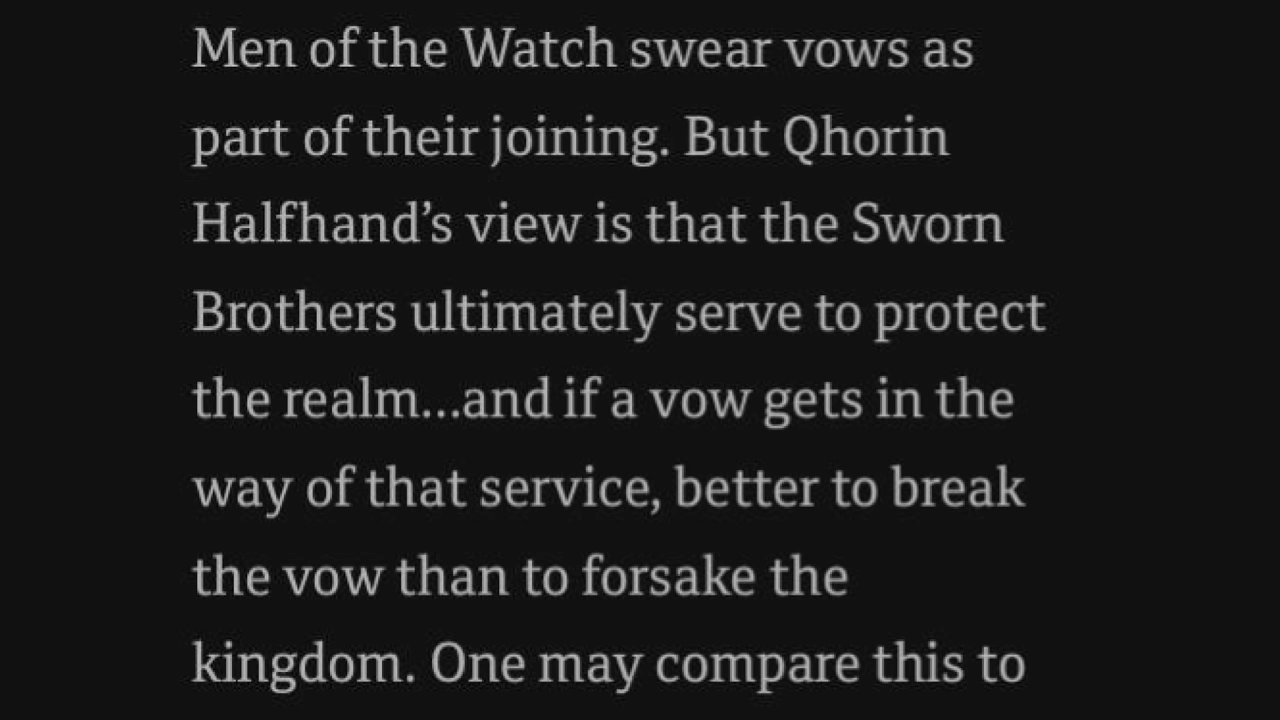 Men of the Watch swear vows as
part of their joining. But Qhorin
Halfhand’s view is that the Sworn
Brothers ultimately serve to protect
the realm…and if a vow gets in the
way of that service, better to break
the vow than to forsake the
kingdom. One may compare this to